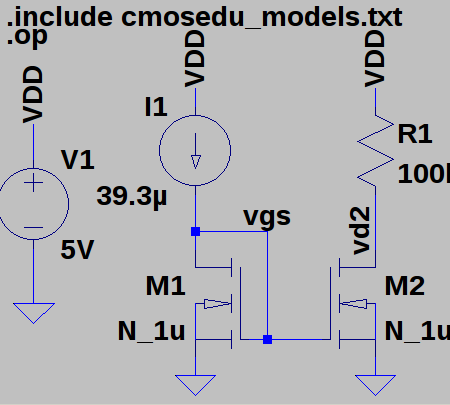 .include cmosedu_models.txt
.op
VDD
VDD
VDD
I1
R1
V1
39.3µ
100k
vgs
vd2
5V
M1
M2
N_1u
N_1u